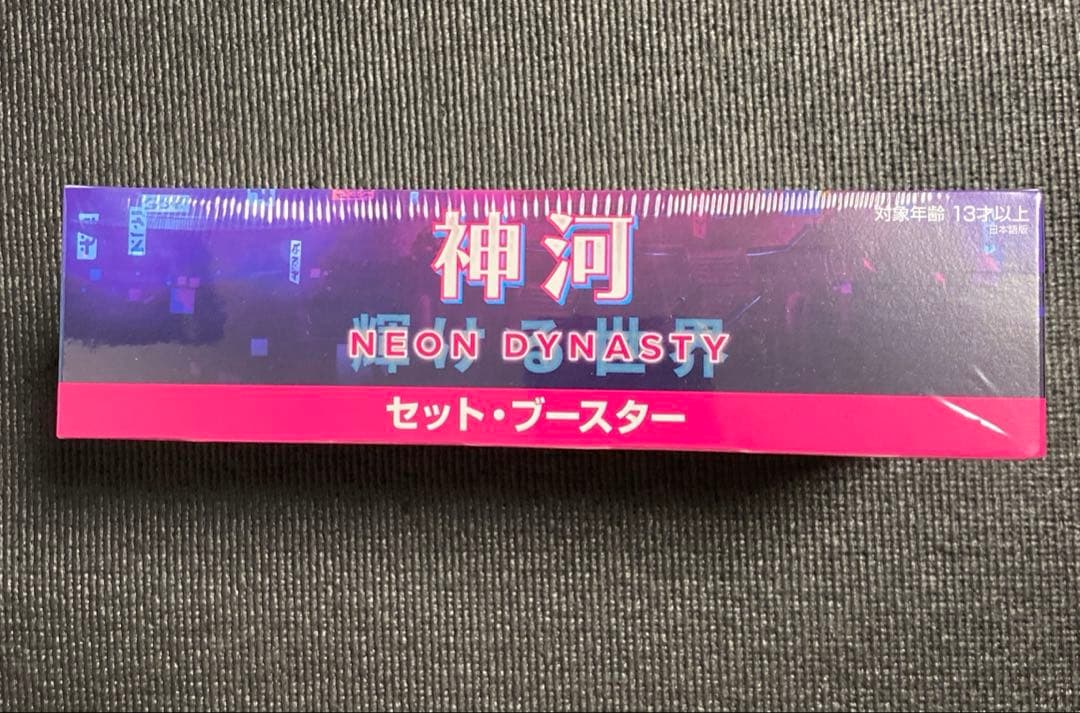 対象年齢 13才以上
日本語版
神河
輝ける世界
NEON DYNASTY
セット・ブースター